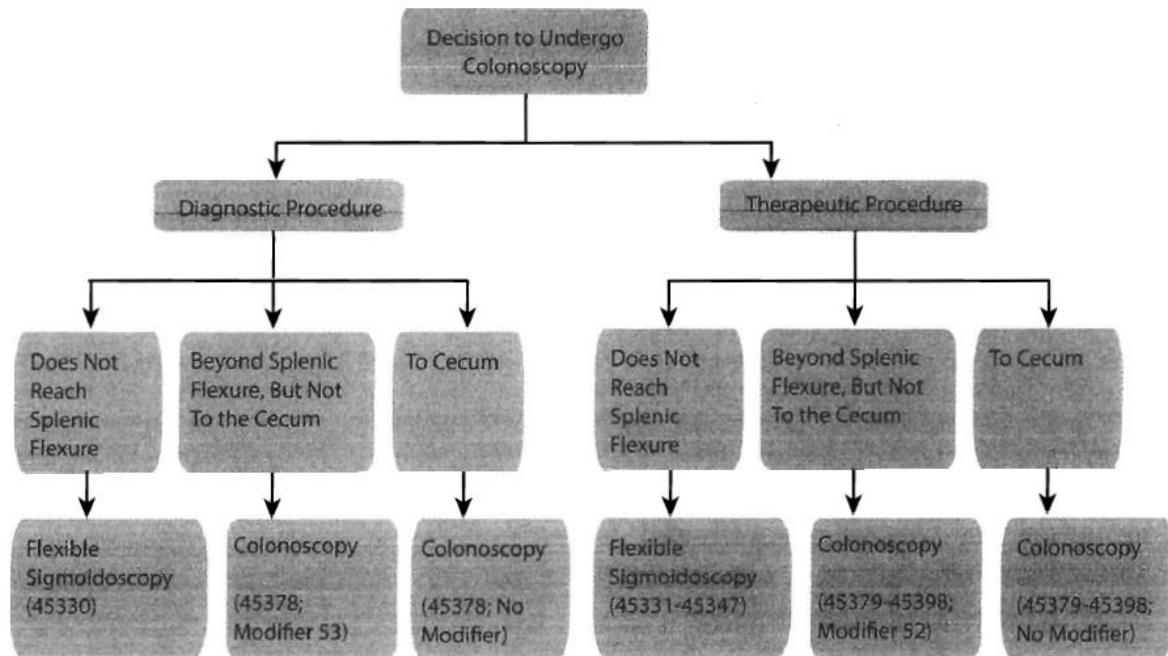 Decision to Undergo
Colonoscopy
Diagnostic Procedure
Therapeutic Procedure
Does Not
Reach
Splenic
Flexure
Beyond Splenic
Flexure, But Not
To the Cecum
To Cecum
Does Not
Reach
Splenic
Flexure
Beyond Splenic
Flexure, But Not
To the Cecum
To Cecum
Flexible
Sigmoidoscopy
(45330)
Colonoscopy
(45378;
Modifier 53)
Colonoscopy
(45378; No
Modifier)
Flexible
Sigmoidoscopy
(45331-45347)
Colonoscopy
(45379-45398;
Modifier 52)
Colonoscopy
(45379-45398;
No Modifier)